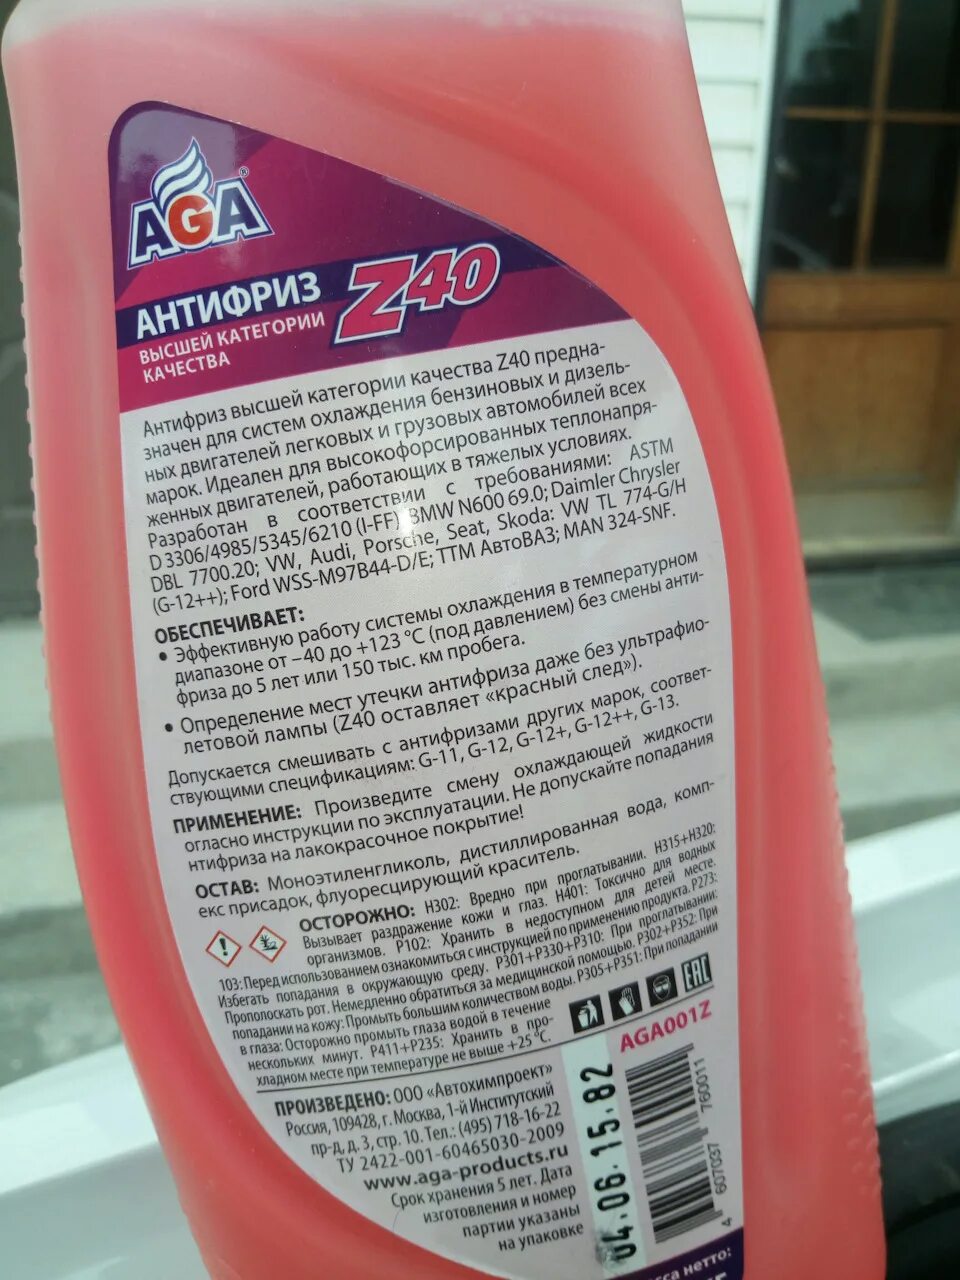 AGA
АНТИФРИЗ Z40
ВЫСШЕЙ КАТЕГОРИИ
КАЧЕСТВА
Антифриз высшей категории качества Z40 предна-
значен для систем охлаждения бензиновых и дизель-
ных двигателей легковых и грузовых автомобилей всех
марок. Идеален для высокофорсированных теплонапря-
женных двигателей, работающих в тяжелых условиях.
Разработан в соответствии с требованиями: ASTM
D 3306/4985/5345/6210 (I-FF) BMW N600 69.0; Daimler Chrysler
DBL 7700.20; VW, Audi, Porsche, Seat, Skoda: VW TL 774-G/H
(G-12++); Ford WSS-M97B44-D/E; ТТМ АвтоВАЗ; MAN 324-SNF.
ОБЕСПЕЧИВАЕТ:
• Эффективную работу системы охлаждения в температурном
диапазоне от –40 до +123 °С (под давлением) без смены анти-
фриза до 5 лет или 150 тыс. км пробега.
• Определение мест утечки антифриза даже без ультрафио-
летовой лампы (Z40 оставляет «красный след»).
Допускается смешивать с антифризами других марок, соответ-
ствующими спецификациям: G-11, G-12, G-12+, G-12++, G-13.
ПРИМЕНЕНИЕ: Произведите смену охлаждающей жидкости
огласно инструкции по эксплуатации. Не допускайте попадания
нтифриза на лакокрасочное покрытие!
ОСТАВ: Моноэтиленгликоль, дистиллированная вода, комп-
екс присадок, флуоресцирующий краситель.
ОСТОРОЖНО: H302: Вредно при проглатывании. H315+H320:
Вызывает раздражение кожи и глаз. H401: Токсично для водных
организмов. P102: Хранить в недоступном для детей месте.
103: Перед использованием ознакомиться с инструкцией по применению продукта. P273:
Избегать попадания в окружающую среду. P301+P330+P310: При проглатывании:
Прополоскать рот. Немедленно обратиться за медицинской помощью. P302+P352: При
попадании на кожу: Промыть большим количеством воды. P305+P351: При попадании
в глаза: Осторожно промыть глаза водой в течение
нескольких минут. P411+P235: Хранить в про-
хладном месте при температуре не выше +25 °С.
EAC
AGA001Z
ПРОИЗВЕДЕНО: ООО «Автохимпроект»
Россия, 109428, г. Москва, 1-й Институтский
пр-д, д. 3, стр. 10. Тел.: (495) 718-16-22
ТУ 2422-001-60465030-2009
www.aga-products.ru
Срок хранения 5 лет. Дата
изготовления и номер
партии указаны
на упаковке
04.06.15.82
4 607037 760011
нетто: